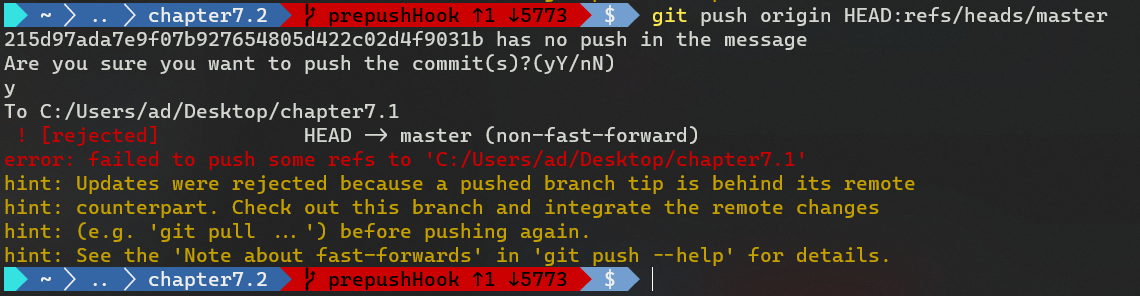 ~ > .. > chapter7.2 prepushHook ↑1 ↓5773 $ git push origin HEAD:refs/heads/master
215d97ada7e9f07b927654805d422c02d4f9031b has no push in the message
Are you sure you want to push the commit(s)?(yY/nN)
y
To C:/Users/ad/Desktop/chapter7.1
! [rejected] HEAD -> master (non-fast-forward)
error: failed to push some refs to 'C:/Users/ad/Desktop/chapter7.1'
hint: Updates were rejected because a pushed branch tip is behind its remote
hint: counterpart. Check out this branch and integrate the remote changes
hint: (e.g. 'git pull ...') before pushing again.
hint: See the 'Note about fast-forwards' in 'git push --help' for details.
~ > .. > chapter7.2 prepushHook ↑1 ↓5773 $